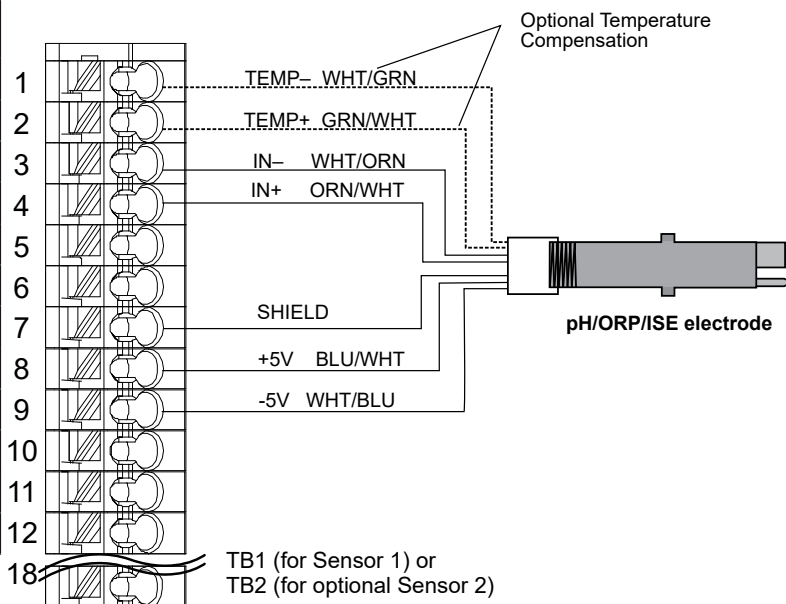 Optional Temperature
Compensation
1 TEMP– WHT/GRN
2 TEMP+ GRN/WHT
3 IN– WHT/ORN
4 IN+ ORN/WHT
5
6
7 SHIELD
8 +5V BLU/WHT
9 -5V WHT/BLU
10
11
12
18
pH/ORP/ISE electrode
TB1 (for Sensor 1) or
TB2 (for optional Sensor 2)